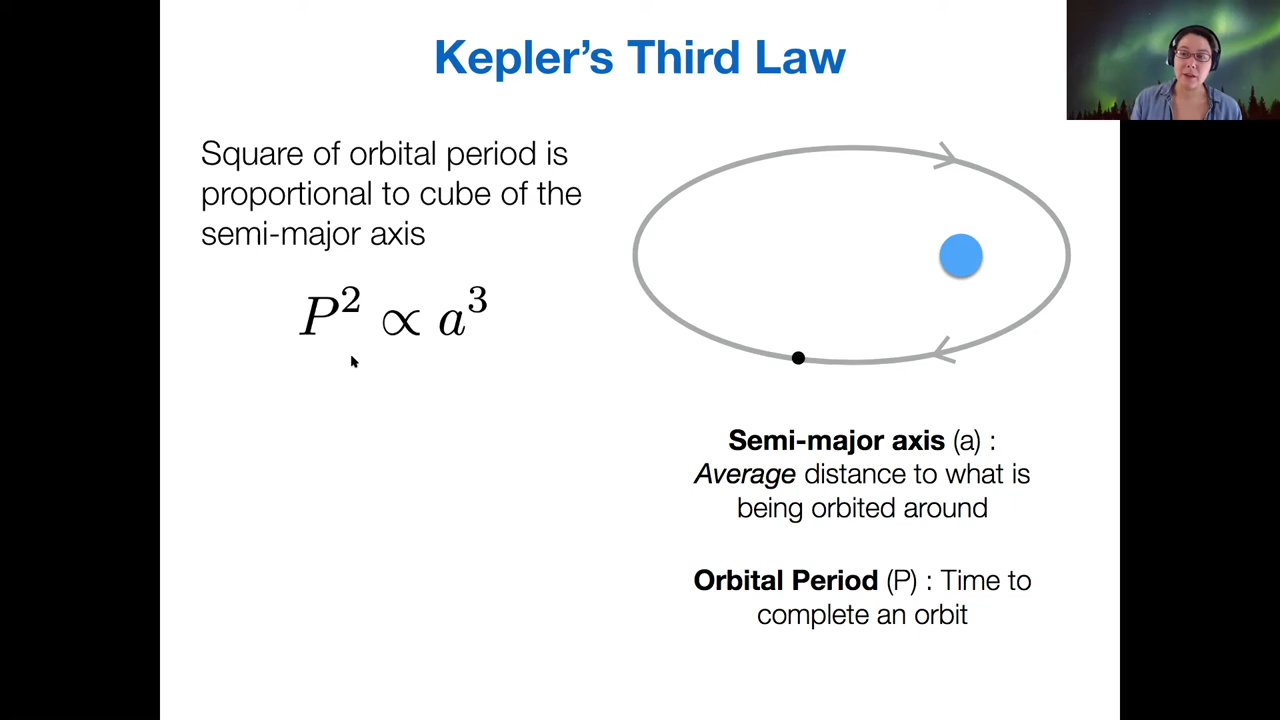 Kepler’s Third Law
Square of orbital period is
proportional to cube of the
semi-major axis
P² ∝ a³
Semi-major axis (a) :
Average distance to what is
being orbited around
Orbital Period (P) : Time to
complete an orbit